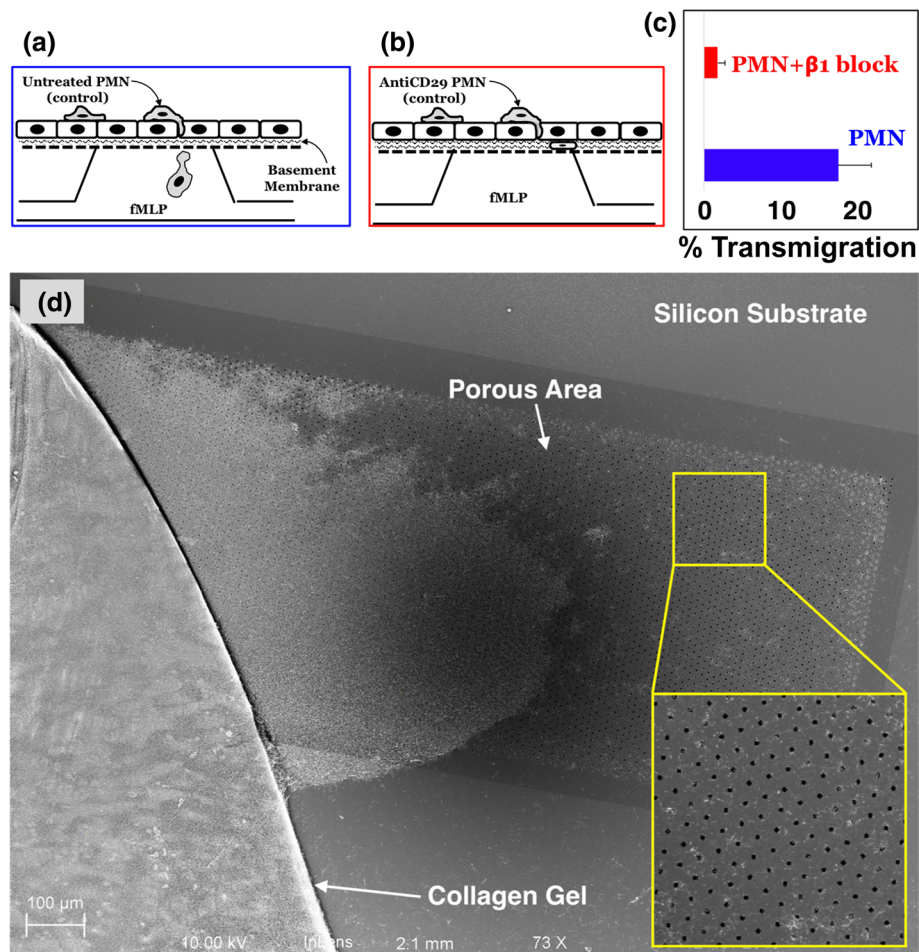 (a)
Untreated PMN
(control)
Basement
Membrane
fMLP
(b)
AntiCD29 PMN
(control)
fMLP
(c)
PMN+β1 block
PMN
0 10 20
% Transmigration
(d)
Silicon Substrate
Porous Area
Collagen Gel
100 µm
10.00 kV InLens 2.1 mm 73 X